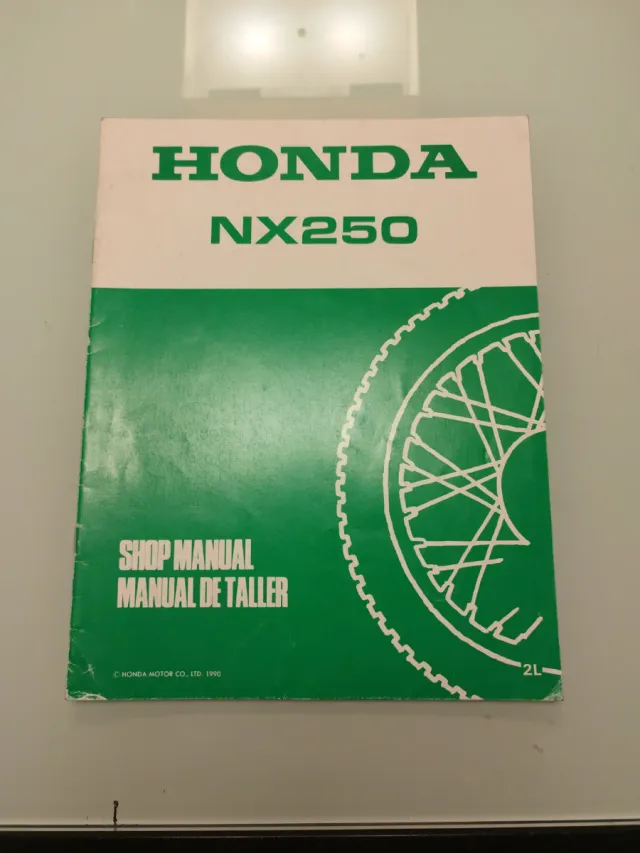 HONDA
NX250
SHOP MANUAL
MANUAL DE TALLER
© HONDA MOTOR CO., LTD. 1990
2L